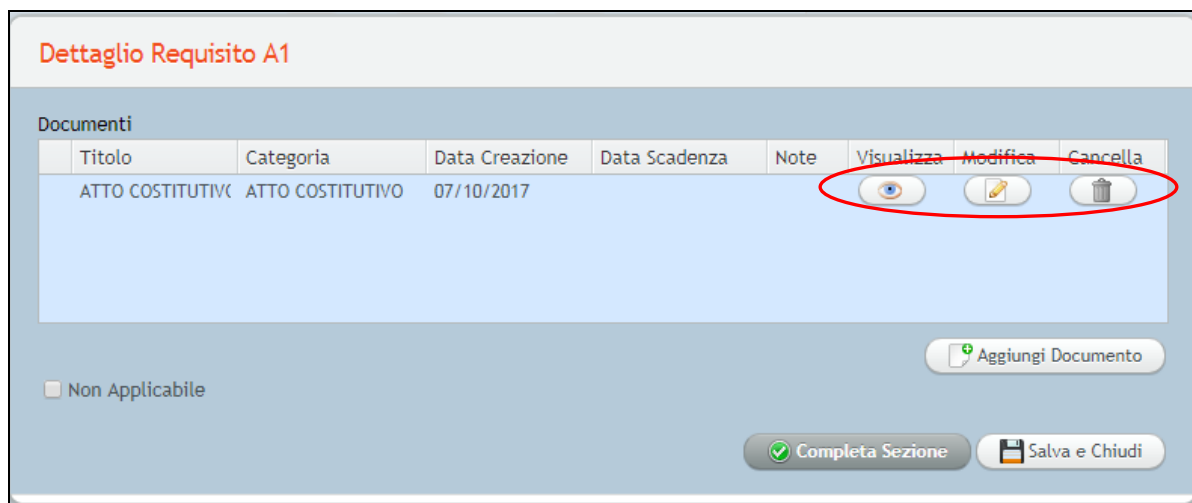 Dettaglio Requisito A1
Documenti
Titolo Categoria Data Creazione Data Scadenza Note Visualizza Modifica Cancella
ATTO COSTITUTIV( ATTO COSTITUTIVO 07/10/2017
Aggiungi Documento
Non Applicabile
Completa Sezione Salva e Chiudi